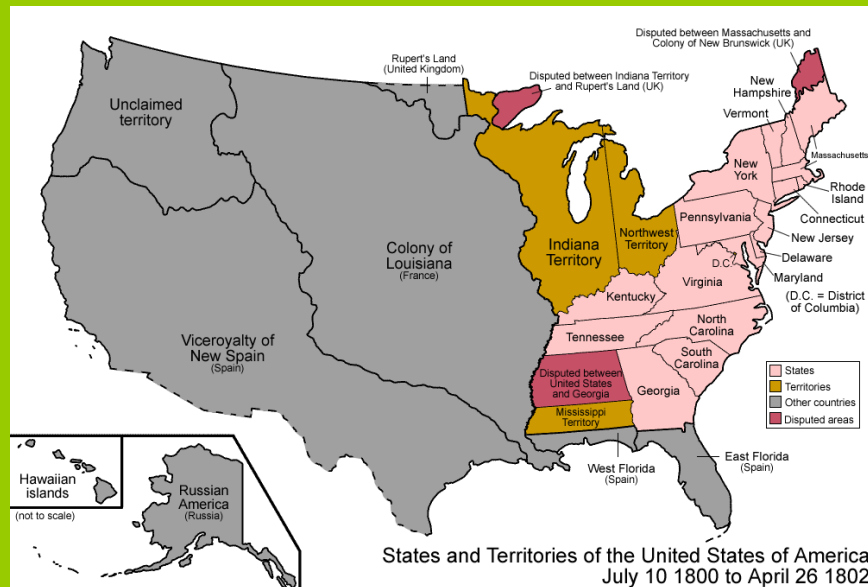 Disputed between Massachusetts and
Colony of New Brunswick (UK)
Rupert's Land
(United Kingdom)
Disputed between Indiana Territory
and Rupert's Land (UK)
New
Hampshire
Vermont
Unclaimed
territory
Massachusetts
New
York
Rhode
Island
Connecticut
Pennsylvania
New Jersey
Northwest
Territory
Indiana
Territory
Colony of
Louisiana
(France)
D.C.
Delaware
Maryland
(D.C. = District
of Columbia)
Virginia
Kentucky
North
Carolina
Tennessee
Viceroyalty of
New Spain
(Spain)
South
Carolina
Disputed between
United States
and Georgia
Georgia
Mississippi
Territory
States
Territories
Other countries
Disputed areas
East Florida
(Spain)
West Florida
(Spain)
Hawaiian
islands
(not to scale)
Russian
America
(Russia)
States and Territories of the United States of America
July 10 1800 to April 26 1802